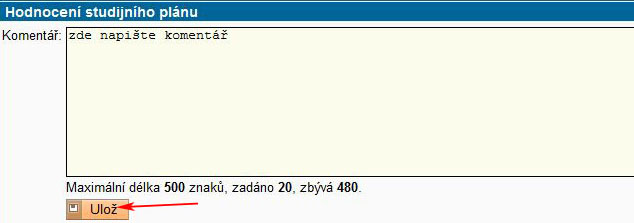 Hodnocení studijního plánu
Komentář: zde napište komentář
Maximální délka 500 znaků, zadáno 20, zbývá 480.
Ulož